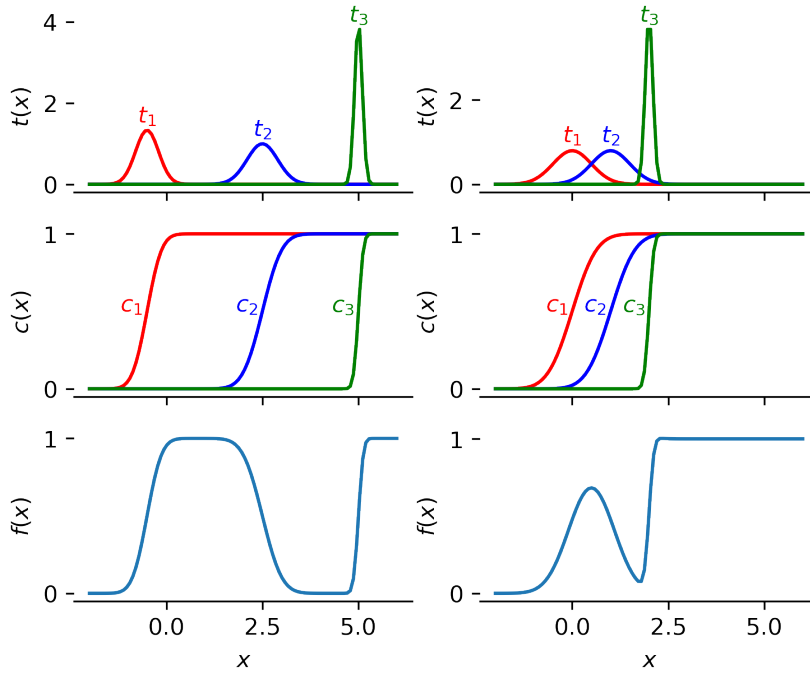 t₃
t₃
4
t(x)
2
t₁
t₂
0
t(x)
2
t₁
t₂
0
1
c(x)
c₁
c₂
c₃
0
1
c(x)
c₁
c₂
c₃
0
1
f(x)
0
0.0
2.5
5.0
x
1
f(x)
0
0.0
2.5
5.0
x